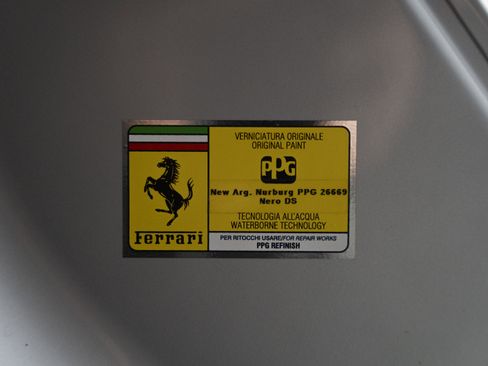 VERNICIATURA ORIGINALE
ORIGINAL PAINT
PPG
New Arg. Nurburg PPG 26669
Nero DS
TECNOLOGIA ALL'ACQUA
WATERBORNE TECHNOLOGY
Ferrari
PER RITOCCHI USARE/FOR REPAIR WORKS
PPG REFINISH